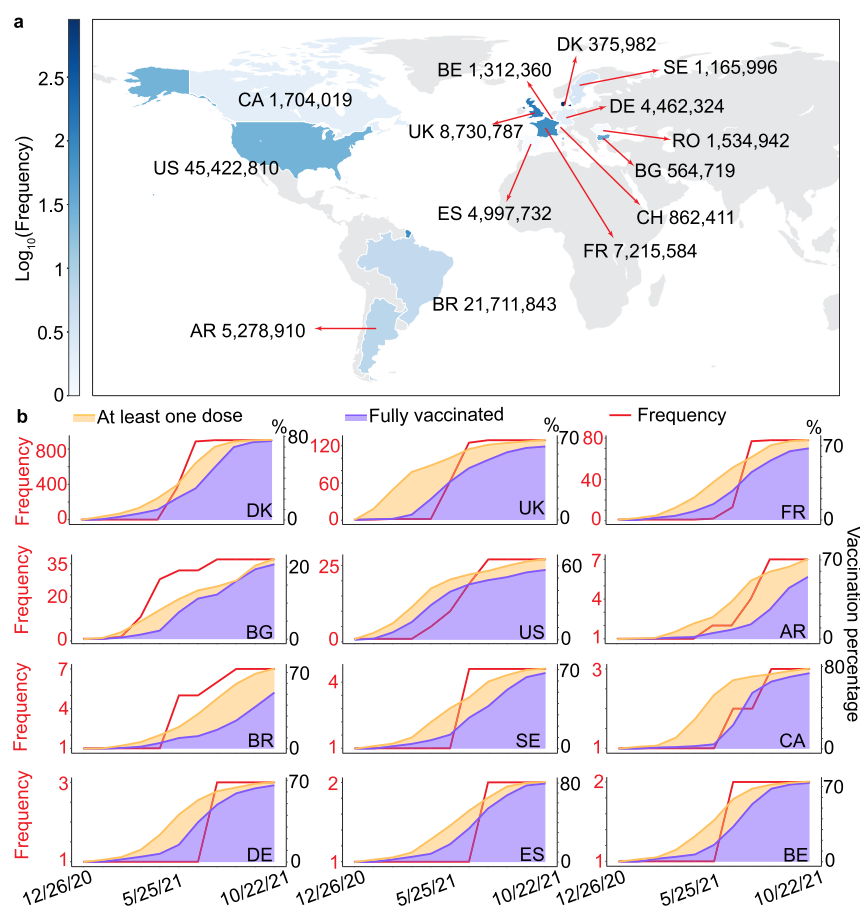 a
Log10(Frequency)
2.5
2
1.5
1
0.5
0
DK 375,982
BE 1,312,360
SE 1,165,996
CA 1,704,019
DE 4,462,324
UK 8,730,787
RO 1,534,942
US 45,422,810
BG 564,719
ES 4,997,732
CH 862,411
FR 7,215,584
BR 21,711,843
AR 5,278,910
b
At least one dose
Fully vaccinated
Frequency
Frequency
800
400
0
%
80
0
DK
120
60
0
%
70
0
UK
80
40
0
%
70
0
FR
Frequency
35
20
0
20
0
BG
25
0
60
0
US
7
4
1
70
0
AR
Vaccination percentage
Frequency
7
4
1
70
0
BR
4
1
70
0
SE
3
1
80
0
CA
Frequency
3
1
70
0
DE
2
1
80
0
ES
2
1
70
0
BE
12/26/20
5/25/21
10/22/21
12/26/20
5/25/21
10/22/21
12/26/20
5/25/21
10/22/21